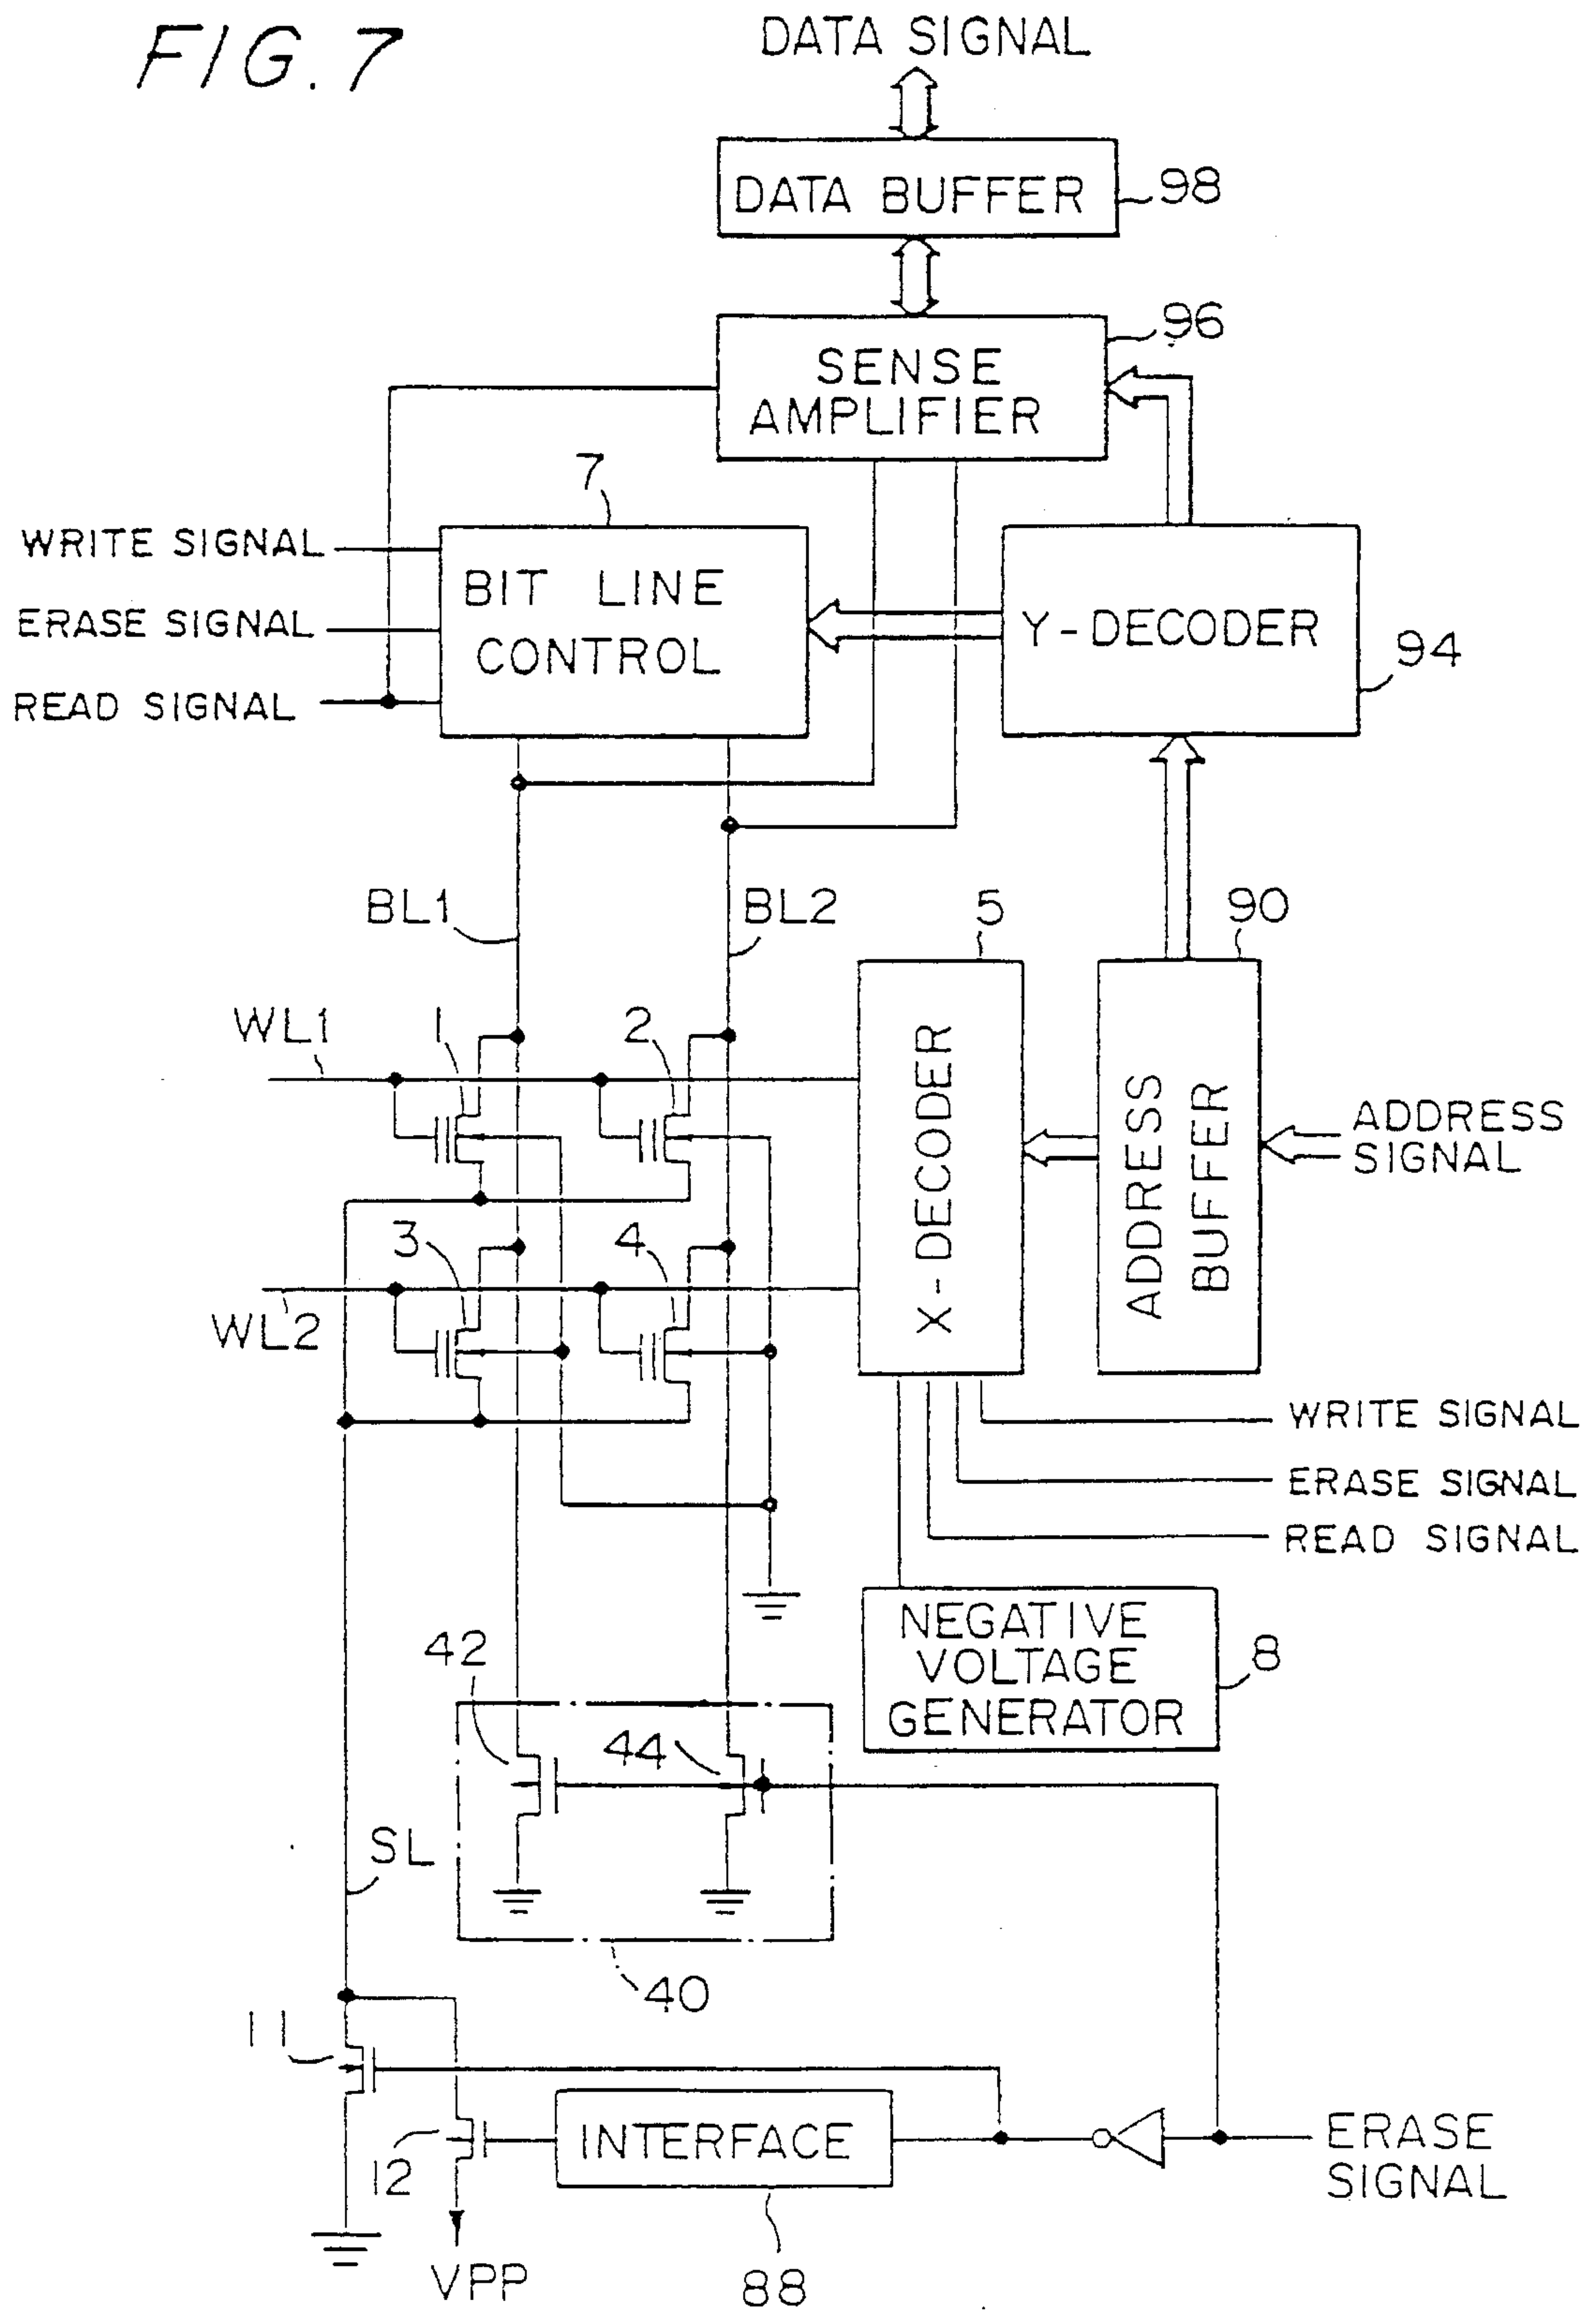 FIG. 7
DATA SIGNAL
DATA BUFFER
98
SENSE
AMPLIFIER
96
7
WRITE SIGNAL
ERASE SIGNAL
READ SIGNAL
BIT LINE
CONTROL
Y-DECODER
94
BL1
BL2
5
90
WL1
1
2
X-DECODER
ADDRESS
BUFFER
ADDRESS
SIGNAL
3
4
WL2
WRITE SIGNAL
ERASE SIGNAL
READ SIGNAL
NEGATIVE
VOLTAGE
GENERATOR
8
42
44
SL
40
11
12
INTERFACE
ERASE
SIGNAL
VPP
88